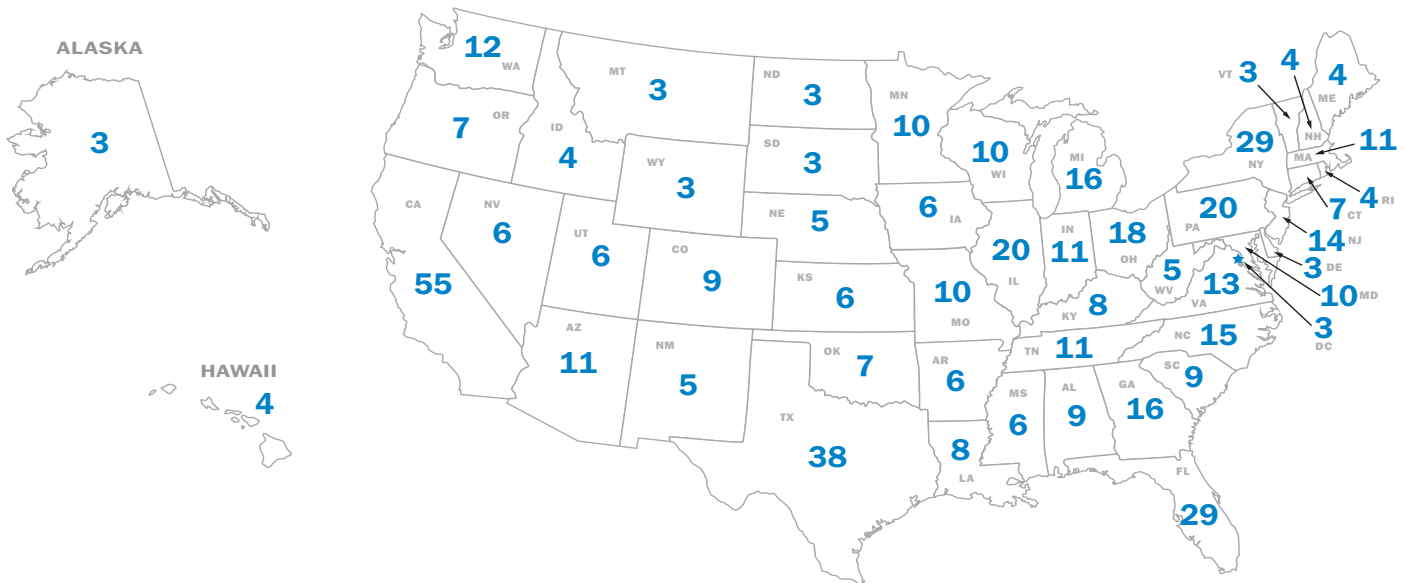 ALASKA
3
HAWAII
4
12
WA
7
OR
CA
55
NV
6
ID
4
MT
3
WY
3
UT
6
CO
9
AZ
11
NM
5
ND
3
SD
3
NE
5
KS
6
OK
7
TX
38
MN
10
6
IA
10
MO
AR
6
8
LA
10
WI
20
IL
MI
16
IN
11
18
OH
8
KY
TN
11
MS
6
AL
9
GA
16
FL
29
SC
9
NC
15
13
VA
5
WV
20
PA
29
NY
VT
3
4
NH
4
ME
MA
11
4
RI
7
CT
14
NJ
3
DE
10
MD
3
DC